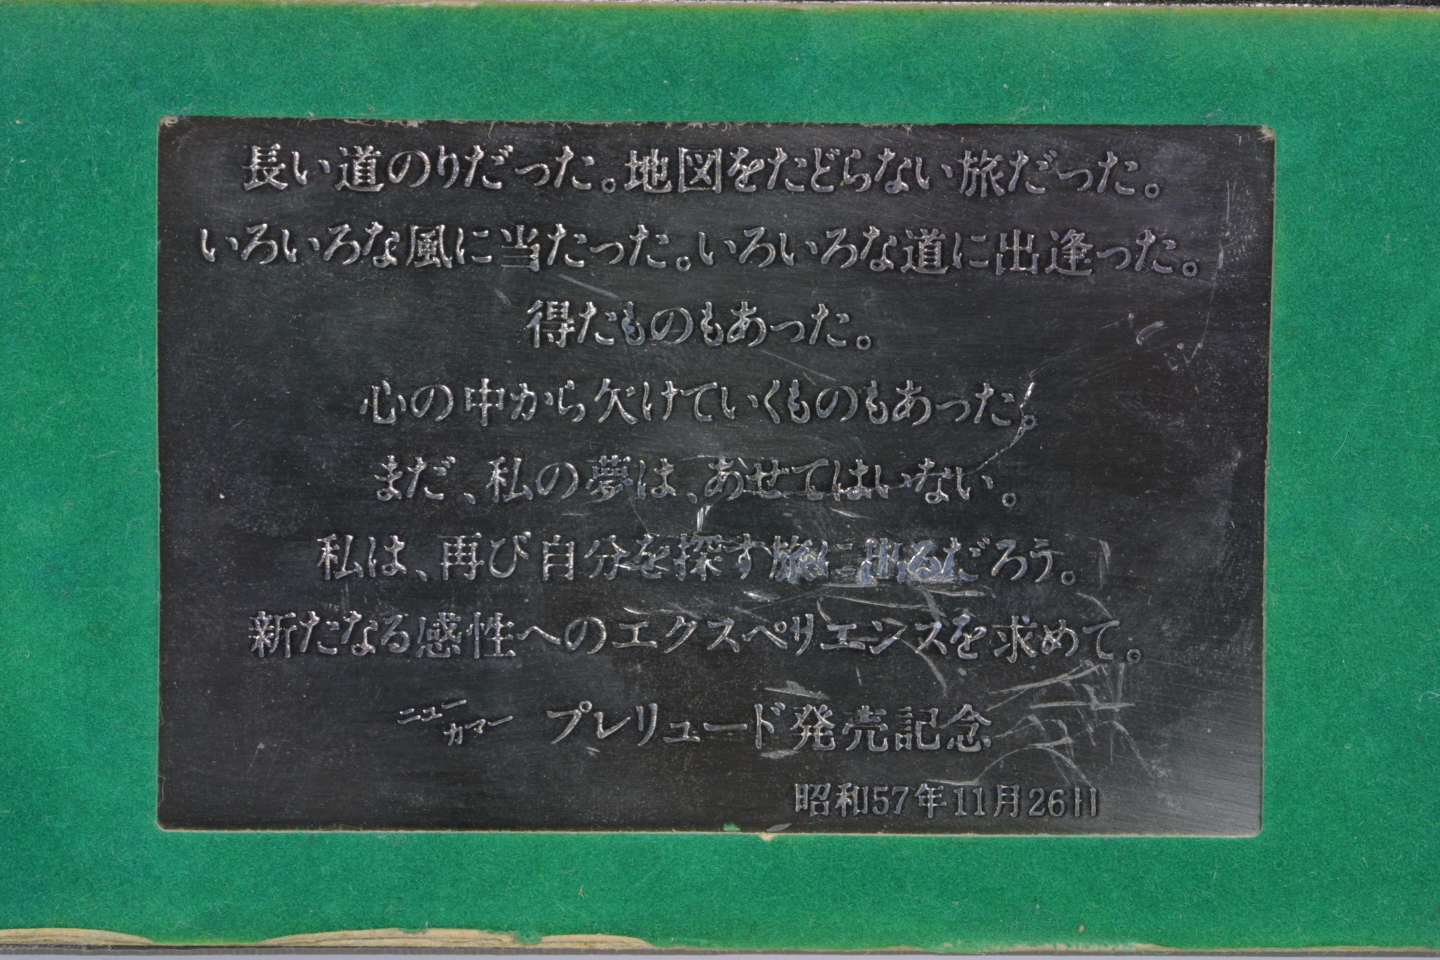 長い道のりだった。地図をたどらない旅だった。
いろいろな風に当たった。いろいろな道に出逢った。
得たものもあった。
心の中から欠けていくものもあった。
まだ、私の夢は、あせてはいない。
私は、再び自分を探す旅に出るだろう。
新たなる感性へのエクスペリエンスを求めて。
ニューカマー プレリュード発売記念
昭和57年11月26日